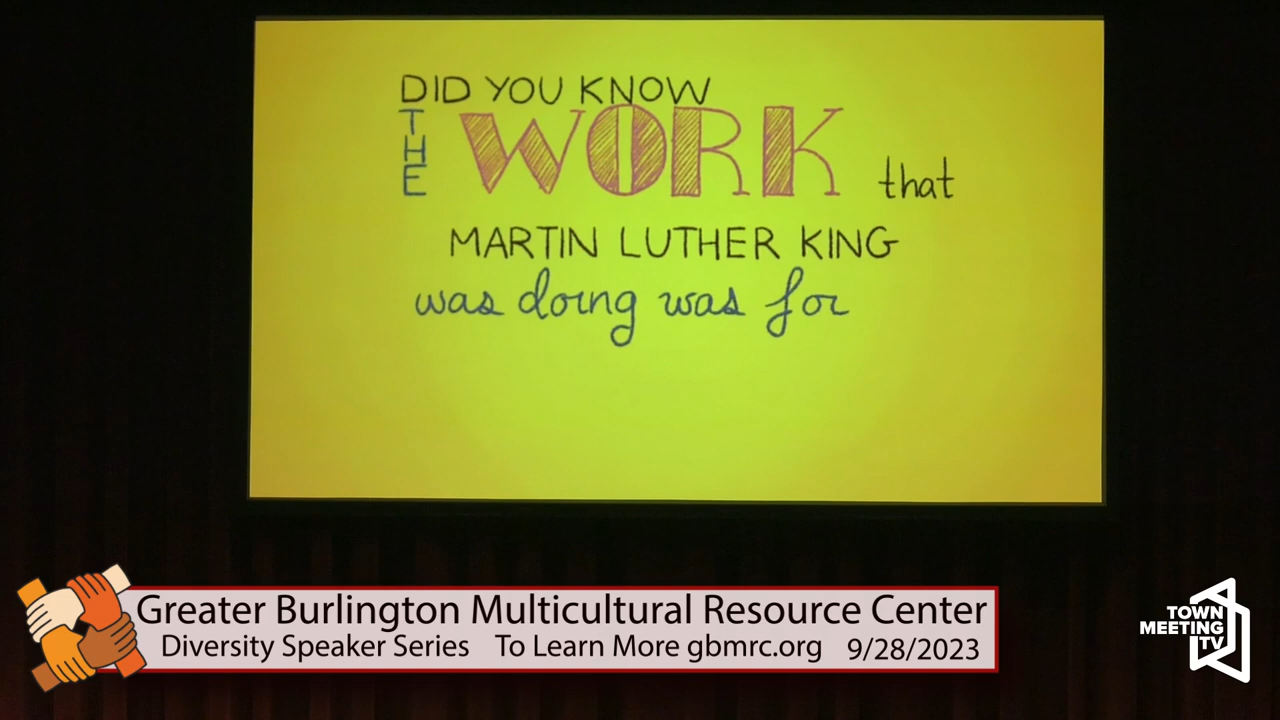 DID YOU KNOW
THE WORK that
MARTIN LUTHER KING
was doing was for
Greater Burlington Multicultural Resource Center
Diversity Speaker Series To Learn More gbmrc.org 9/28/2023
TOWN
MEETING
TV